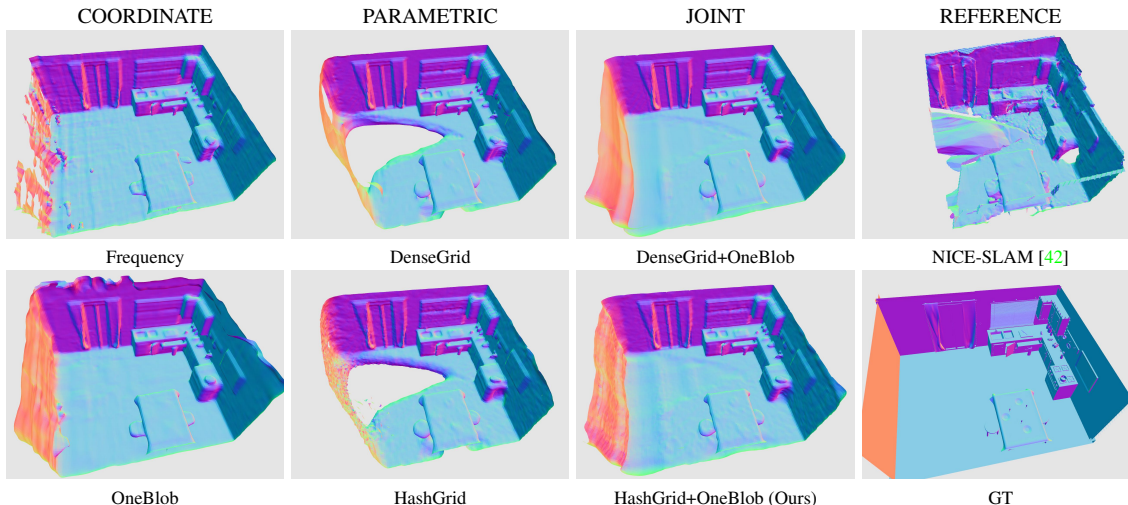 COORDINATE PARAMETRIC JOINT REFERENCE
Frequency DenseGrid DenseGrid+OneBlob NICE-SLAM [42]
OneBlob HashGrid HashGrid+OneBlob (Ours) GT